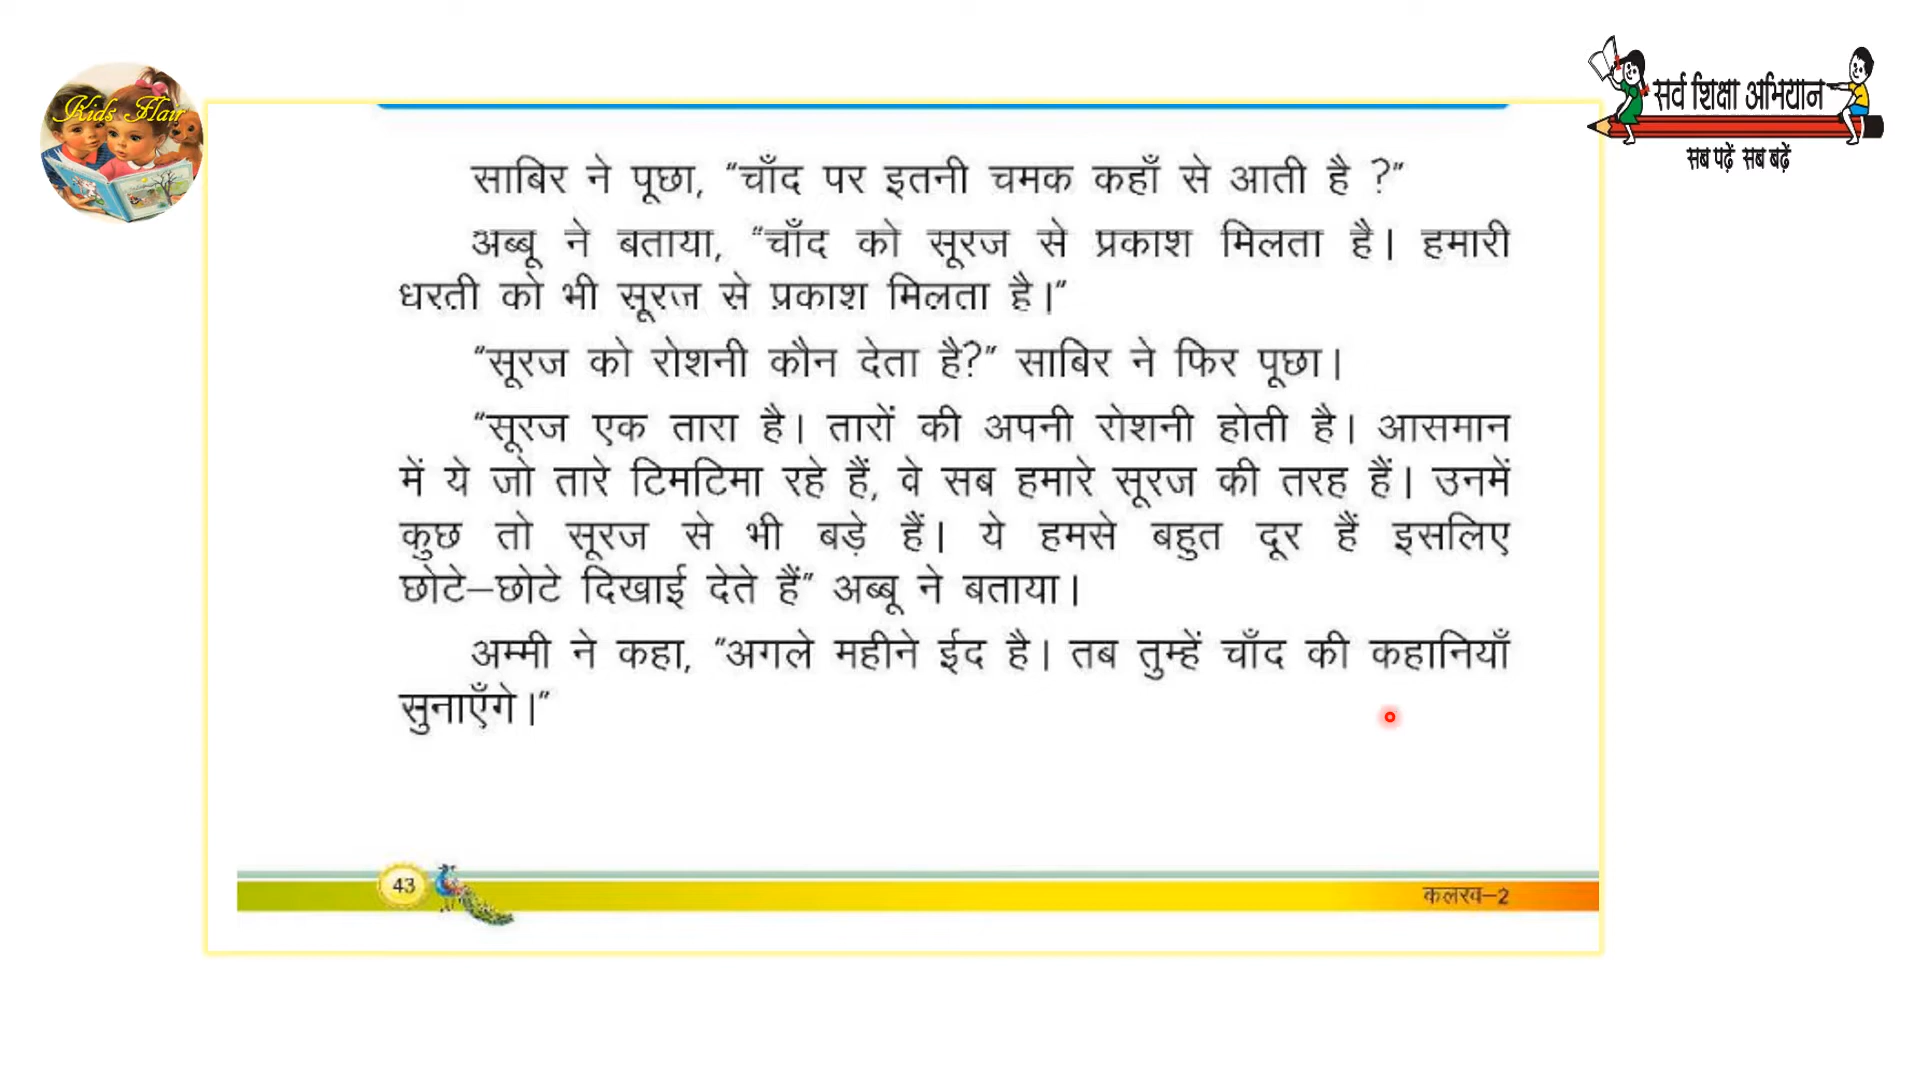 Kids Flair
सर्व शिक्षा अभियान
सब पढ़ें सब बढ़ें
साबिर ने पूछा, “चाँद पर इतनी चमक कहाँ से आती है ?”
अब्बू ने बताया, “चाँद को सूरज से प्रकाश मिलता है। हमारी
धरती को भी सूरज से प्रकाश मिलता है।”
“सूरज को रोशनी कौन देता है?” साबिर ने फिर पूछा।
“सूरज एक तारा है। तारों की अपनी रोशनी होती है। आसमान
में ये जो तारे टिमटिमा रहे हैं, वे सब हमारे सूरज की तरह हैं। उनमें
कुछ तो सूरज से भी बड़े हैं। ये हमसे बहुत दूर हैं इसलिए
छोटे–छोटे दिखाई देते हैं” अब्बू ने बताया।
अम्मी ने कहा, “अगले महीने ईद है। तब तुम्हें चाँद की कहानियाँ
सुनाएँगे।”
43
कलरव–2